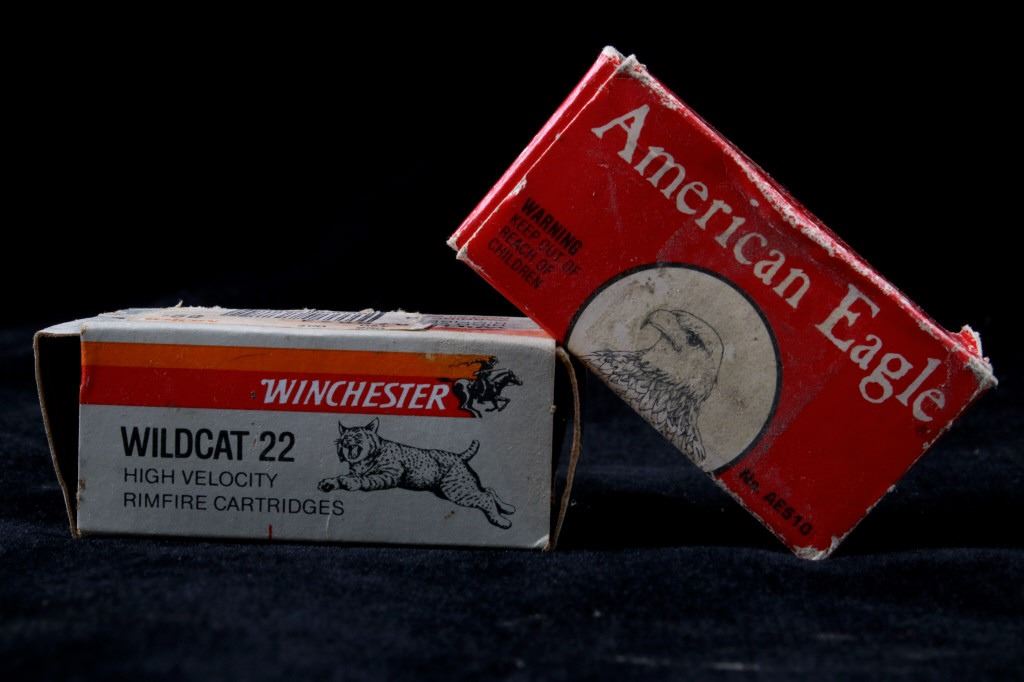 WINCHESTER
WILDCAT 22
HIGH VELOCITY
RIMFIRE CARTRIDGES
American Eagle
WARNING
KEEP OUT OF
REACH OF
CHILDREN
No. AE510